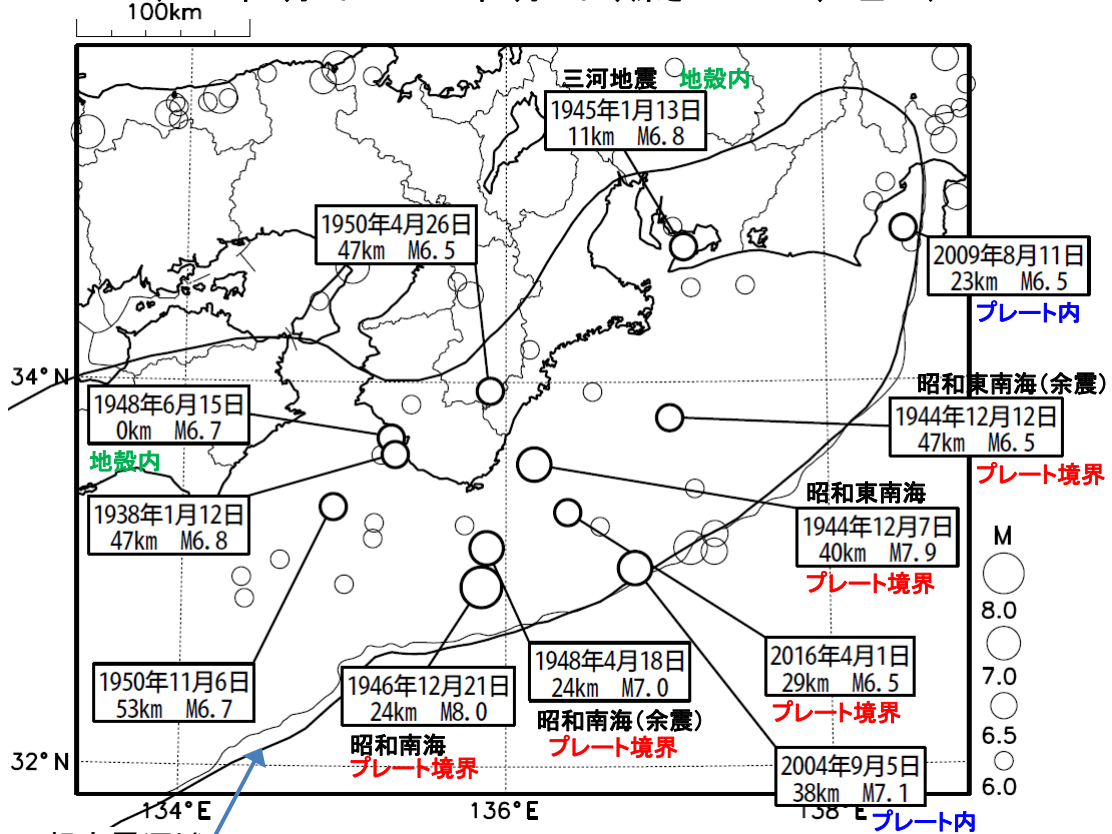 100km
三河地震 地殻内
1945年1月13日
11km M6.8
1950年4月26日
47km M6.5
2009年8月11日
23km M6.5
プレート内
34°N
昭和東南海(余震)
1944年12月12日
47km M6.5
プレート境界
1948年6月15日
0km M6.7
地殻内
1938年1月12日
47km M6.8
昭和東南海
1944年12月7日
40km M7.9
プレート境界
M
8.0
7.0
6.5
6.0
1950年11月6日
53km M6.7
1946年12月21日
24km M8.0
昭和南海
プレート境界
1948年4月18日
24km M7.0
昭和南海(余震)
プレート境界
2016年4月1日
29km M6.5
プレート境界
2004年9月5日
38km M7.1
プレート内
32°N
134°E
136°E
138°E